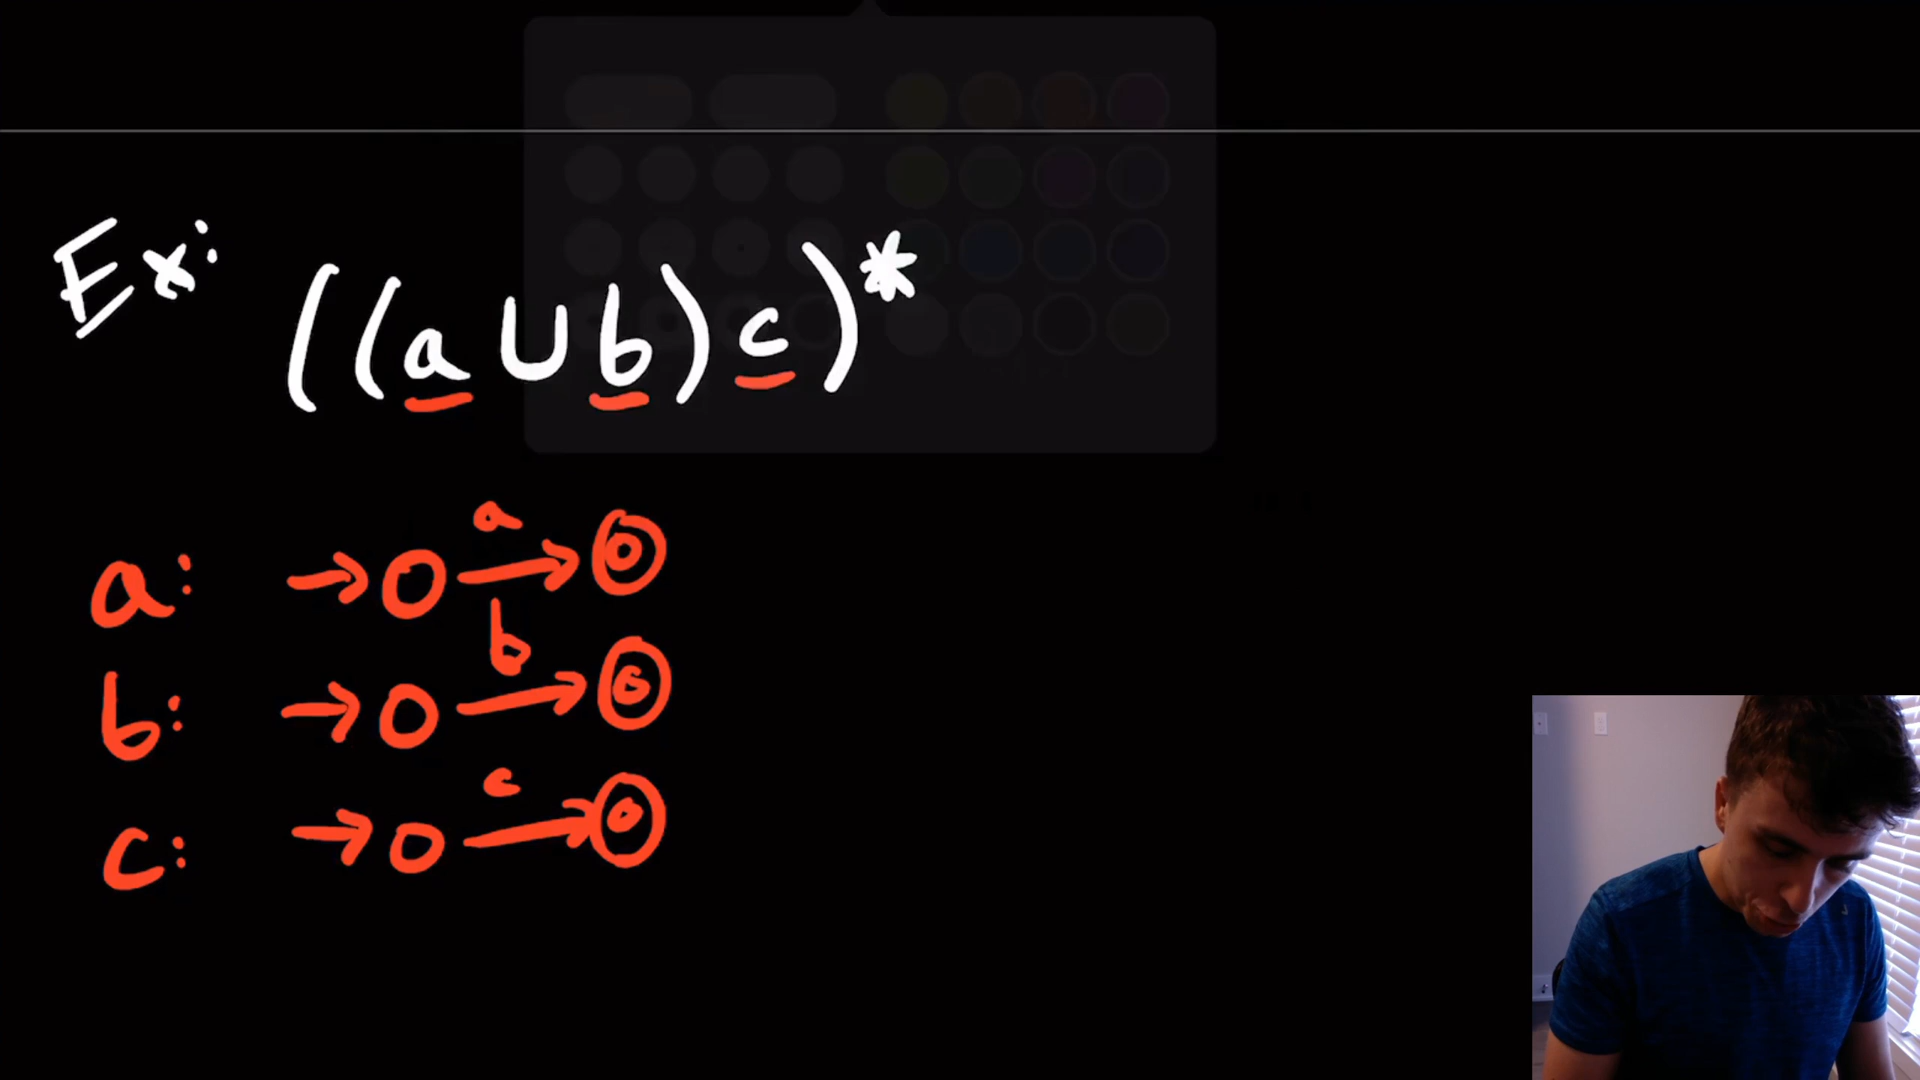 Ex: ((a ∪ b) c)*
a: → O a → O
b: → O b → O
c: → O c → O